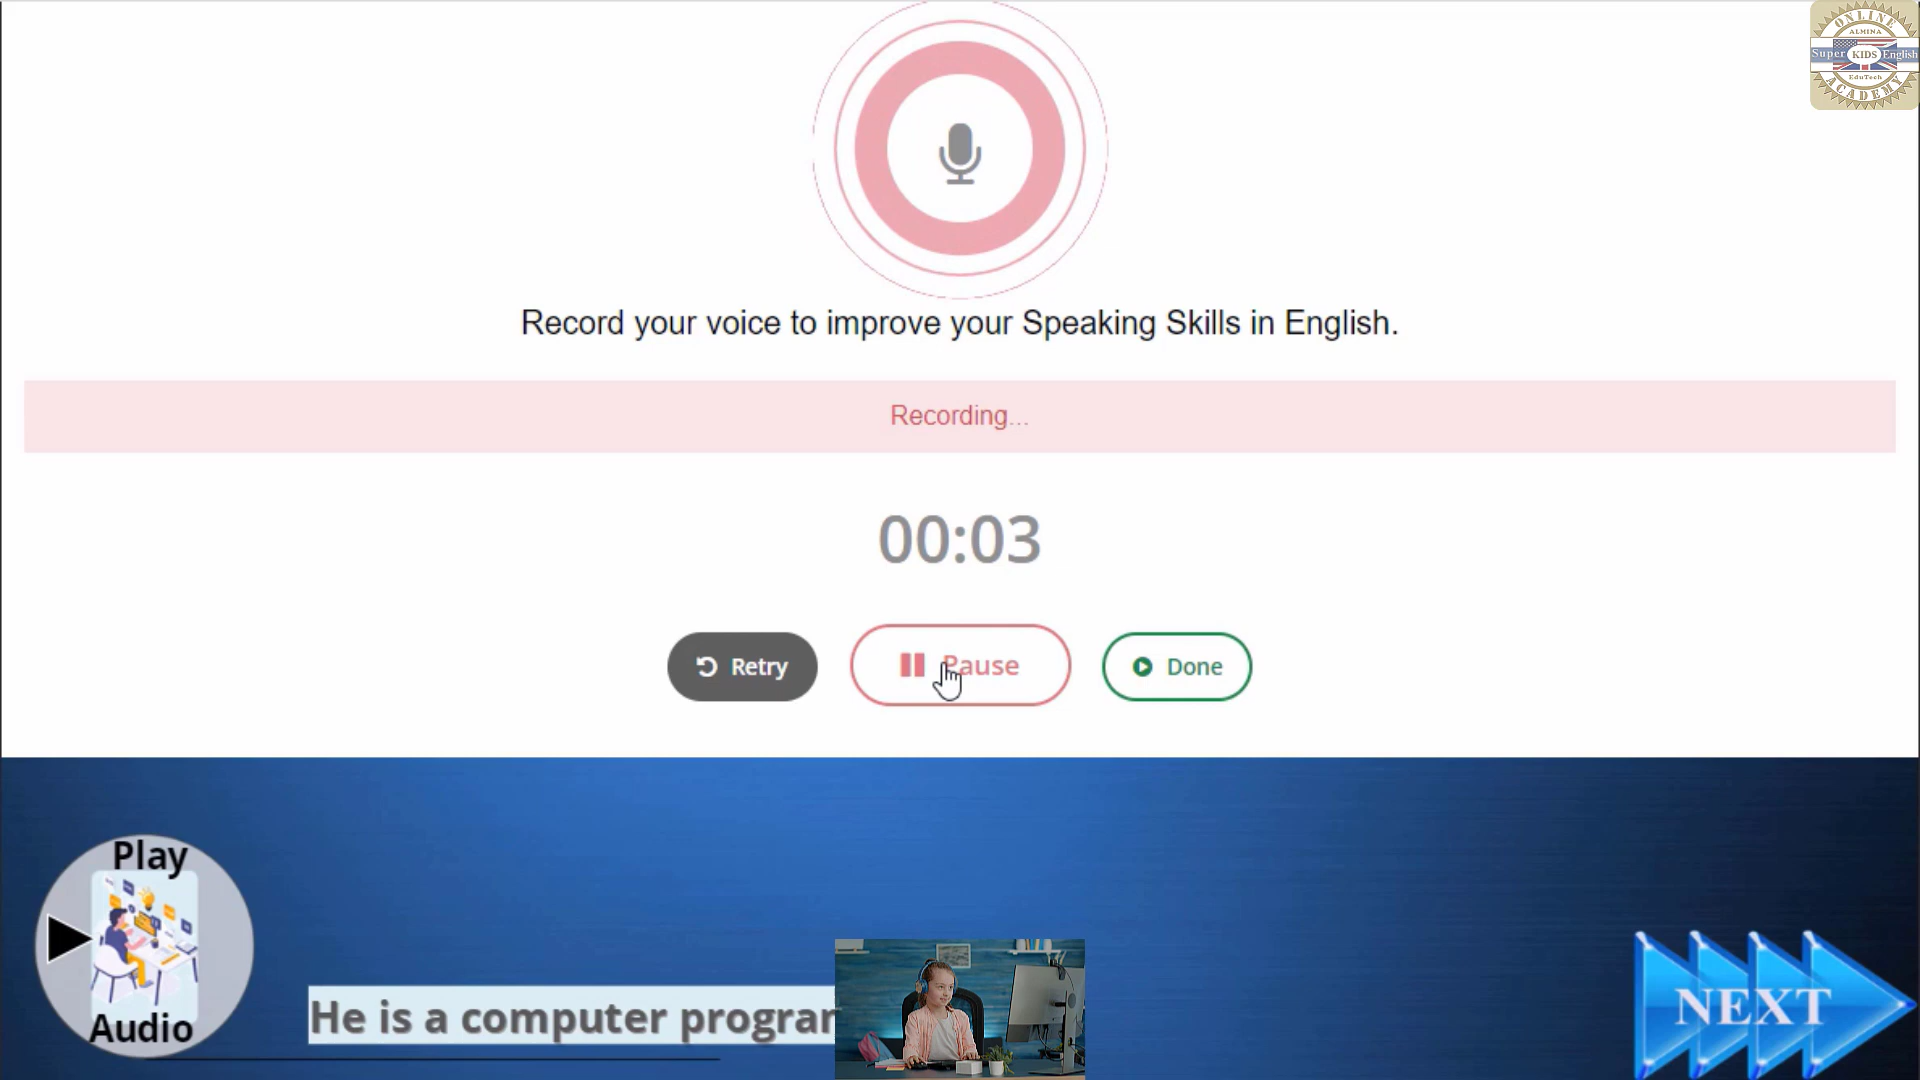 ONLINE
ALMINA
Super KIDS English
EduTech
ACADEMY
Record your voice to improve your Speaking Skills in English.
Recording...
00:03
Retry
Pause
Done
Play
Audio
He is a computer
NEXT